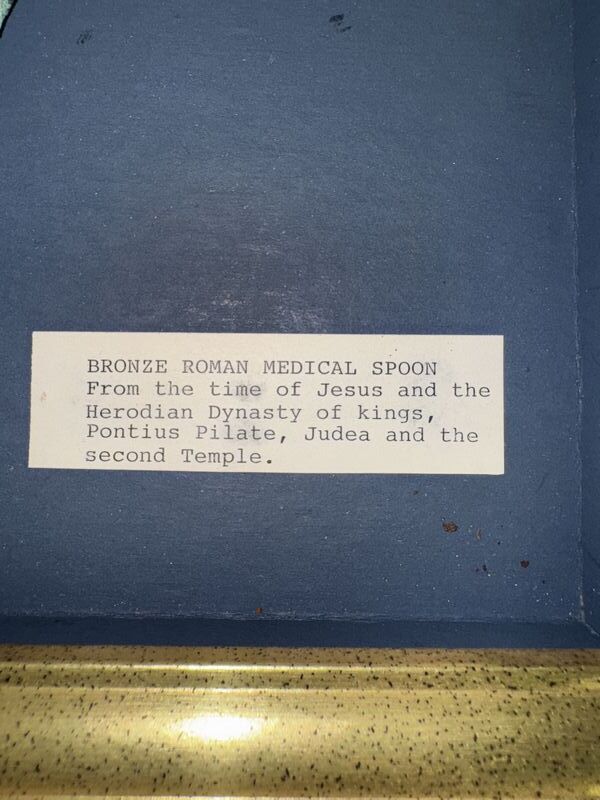 BRONZE ROMAN MEDICAL SPOON
From the time of Jesus and the
Herodian Dynasty of kings,
Pontius Pilate, Judea and the
second Temple.